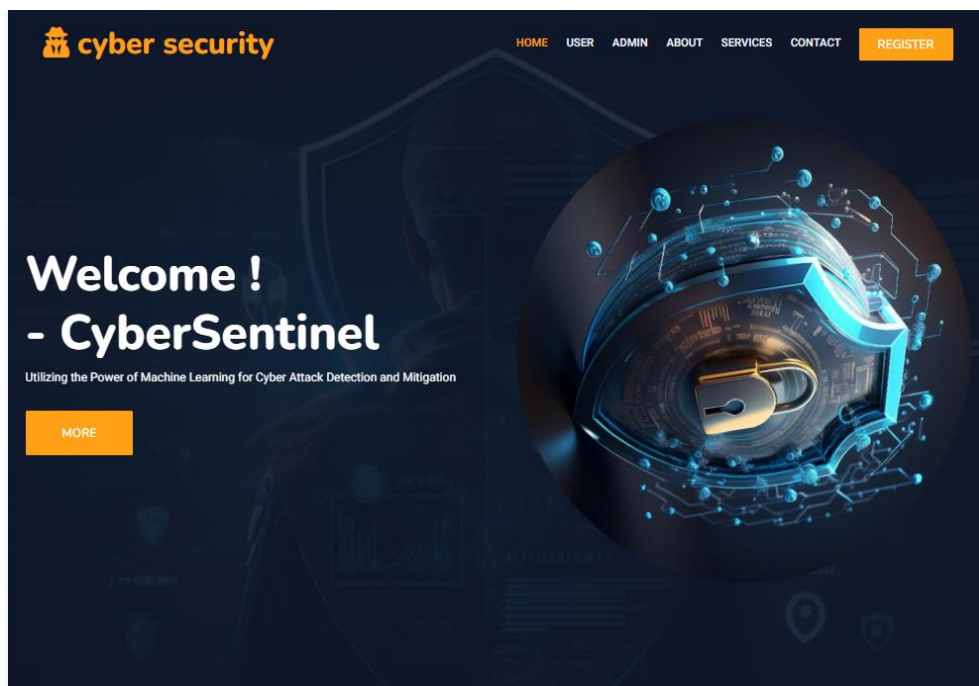 cyber security
HOME USER ADMIN ABOUT SERVICES CONTACT REGISTER
Welcome !
- CyberSentinel
Utilizing the Power of Machine Learning for Cyber Attack Detection and Mitigation
MORE